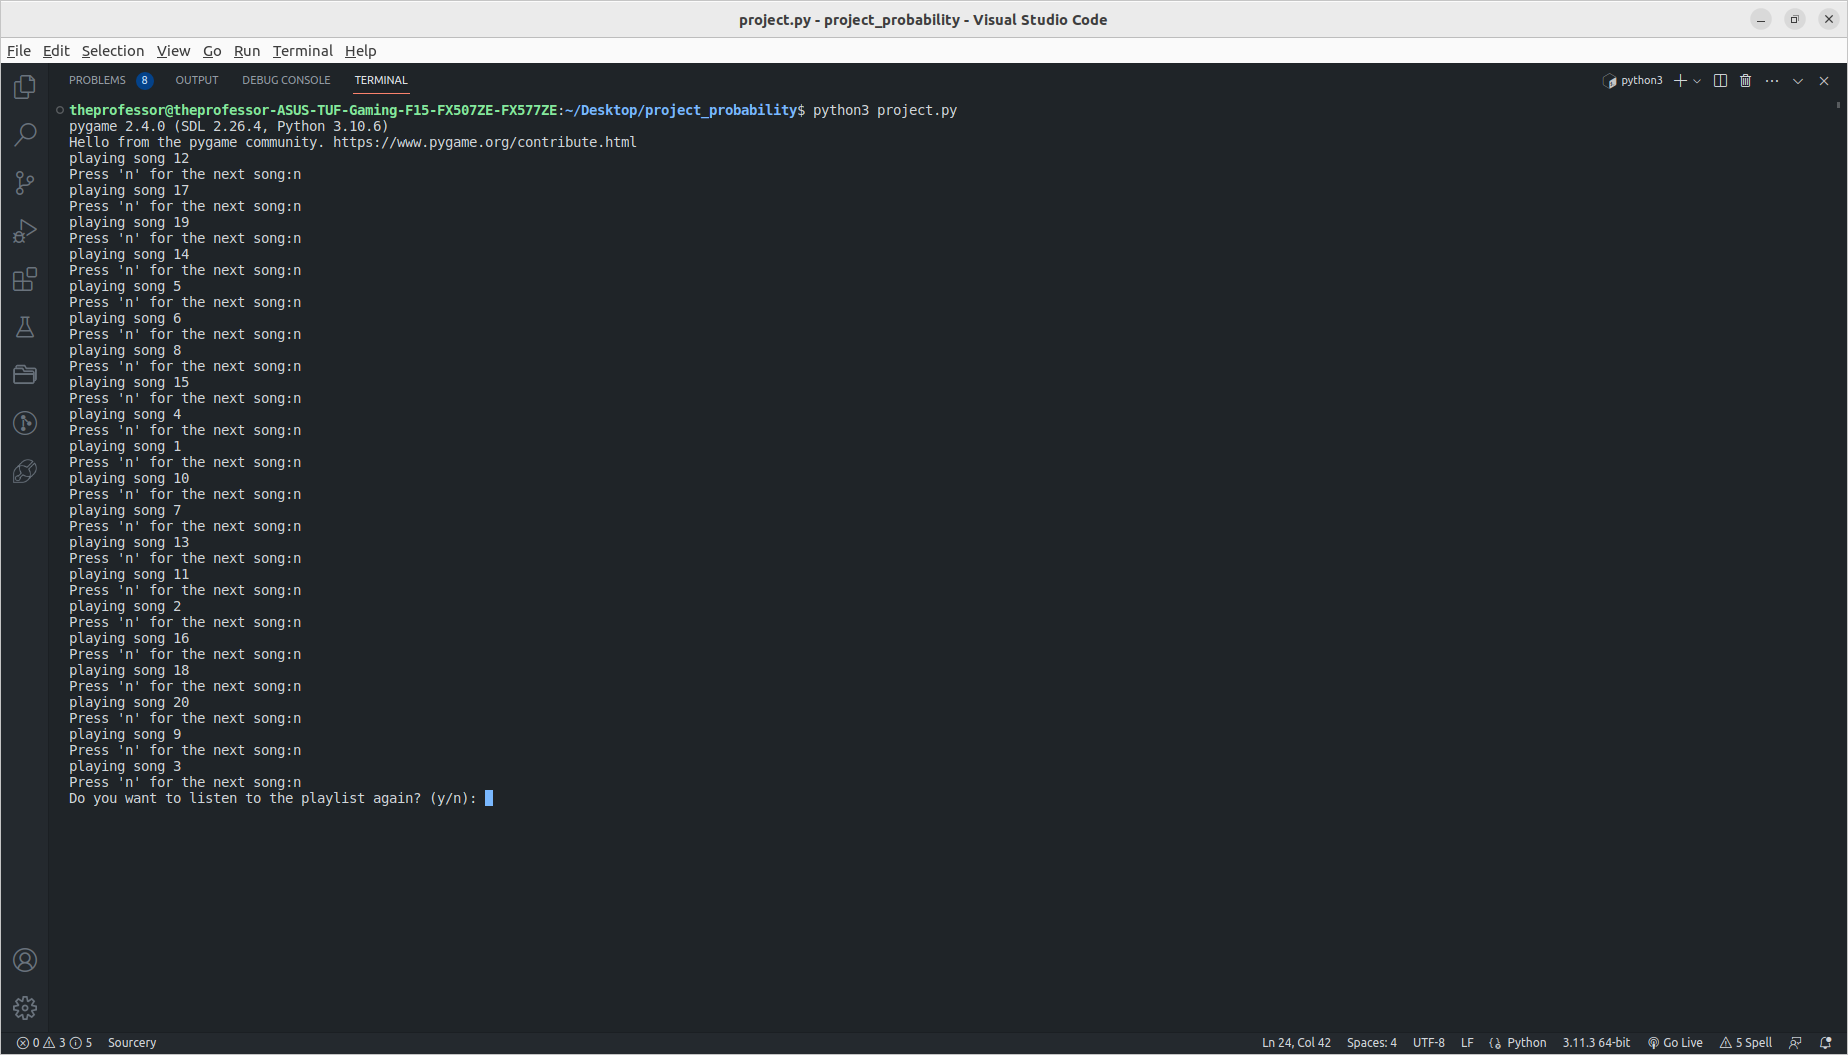 project.py - project_probability - Visual Studio Code
File Edit Selection View Go Run Terminal Help
PROBLEMS 8 OUTPUT DEBUG CONSOLE TERMINAL python3
theprofessor@theprofessor-ASUS-TUF-Gaming-F15-FX507ZE-FX577ZE:~/Desktop/project_probability$ python3 project.py
pygame 2.4.0 (SDL 2.26.4, Python 3.10.6)
Hello from the pygame community. https://www.pygame.org/contribute.html
playing song 12
Press 'n' for the next song:n
playing song 17
Press 'n' for the next song:n
playing song 19
Press 'n' for the next song:n
playing song 14
Press 'n' for the next song:n
playing song 5
Press 'n' for the next song:n
playing song 6
Press 'n' for the next song:n
playing song 8
Press 'n' for the next song:n
playing song 15
Press 'n' for the next song:n
playing song 4
Press 'n' for the next song:n
playing song 1
Press 'n' for the next song:n
playing song 10
Press 'n' for the next song:n
playing song 7
Press 'n' for the next song:n
playing song 13
Press 'n' for the next song:n
playing song 11
Press 'n' for the next song:n
playing song 2
Press 'n' for the next song:n
playing song 16
Press 'n' for the next song:n
playing song 18
Press 'n' for the next song:n
playing song 20
Press 'n' for the next song:n
playing song 9
Press 'n' for the next song:n
playing song 3
Press 'n' for the next song:n
Do you want to listen to the playlist again? (y/n):
0 3 5 Sourcery Ln 24, Col 42 Spaces: 4 UTF-8 LF Python 3.11.3 64-bit Go Live 5 Spell